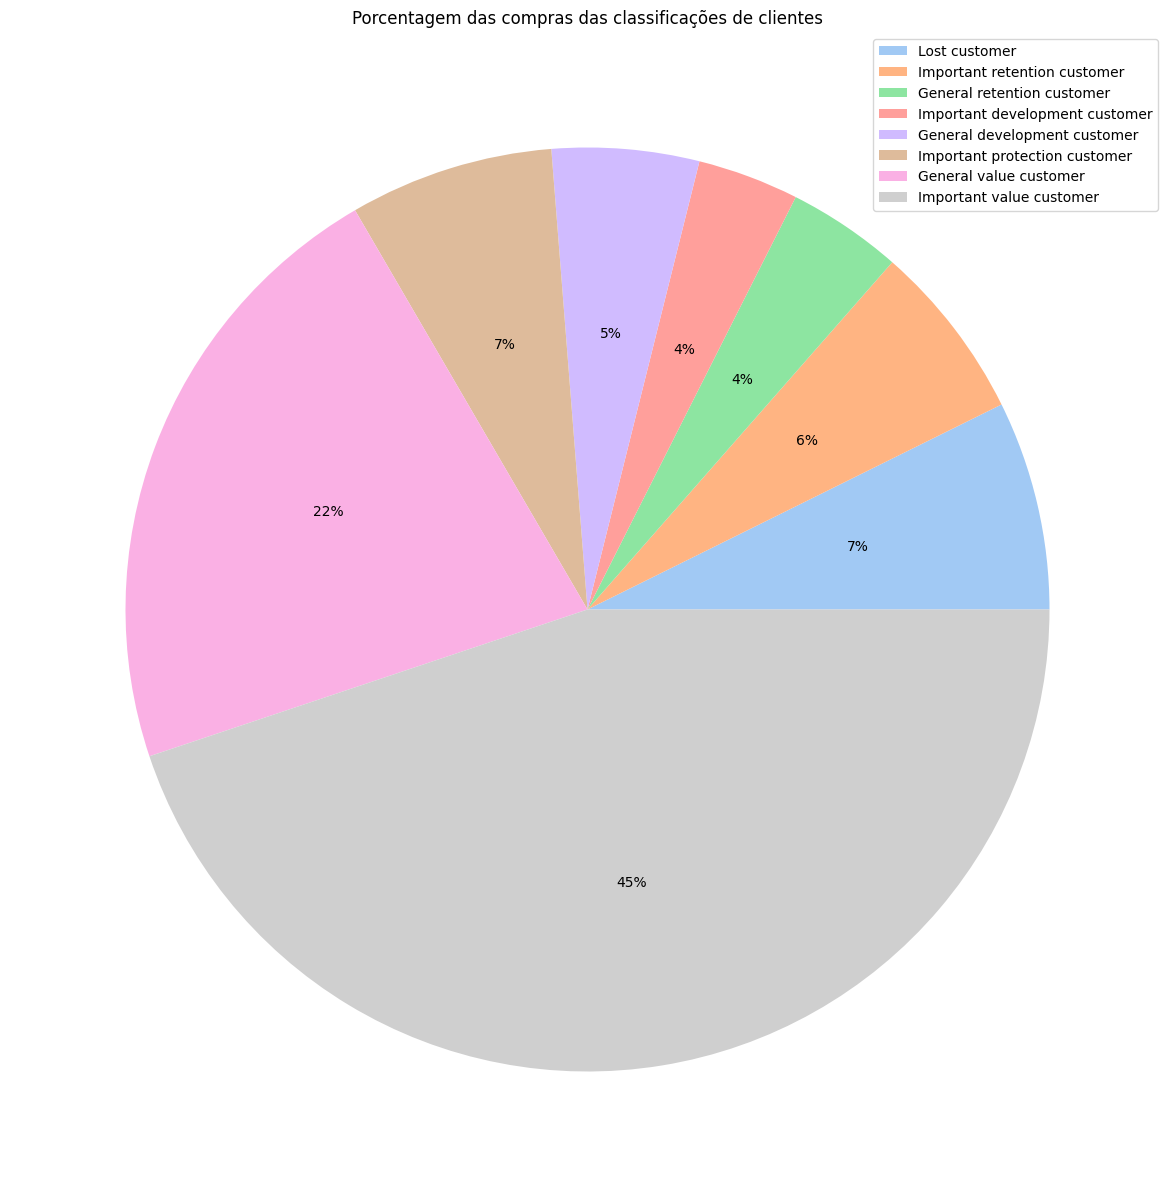 Porcentagem das compras das classificações de clientes
Lost customer
Important retention customer
General retention customer
Important development customer
General development customer
Important protection customer
General value customer
Important value customer
5%
7%
4%
4%
6%
22%
7%
45%